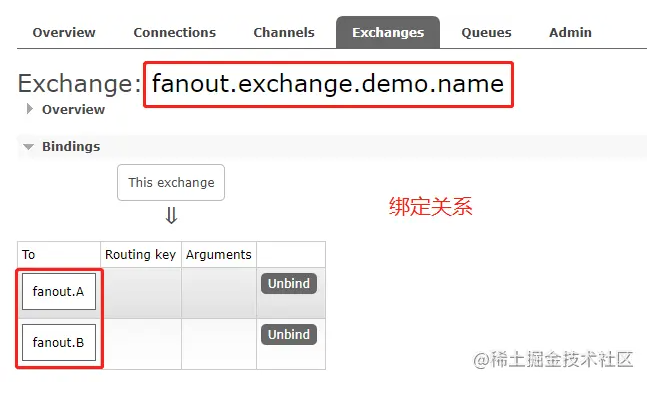 Overview Connections Channels Exchanges Queues Admin
Exchange: fanout.exchange.demo.name
Overview
Bindings
This exchange
⇓
绑定关系
To Routing key Arguments
fanout.A Unbind
fanout.B Unbind
@稀土掘金技术社区